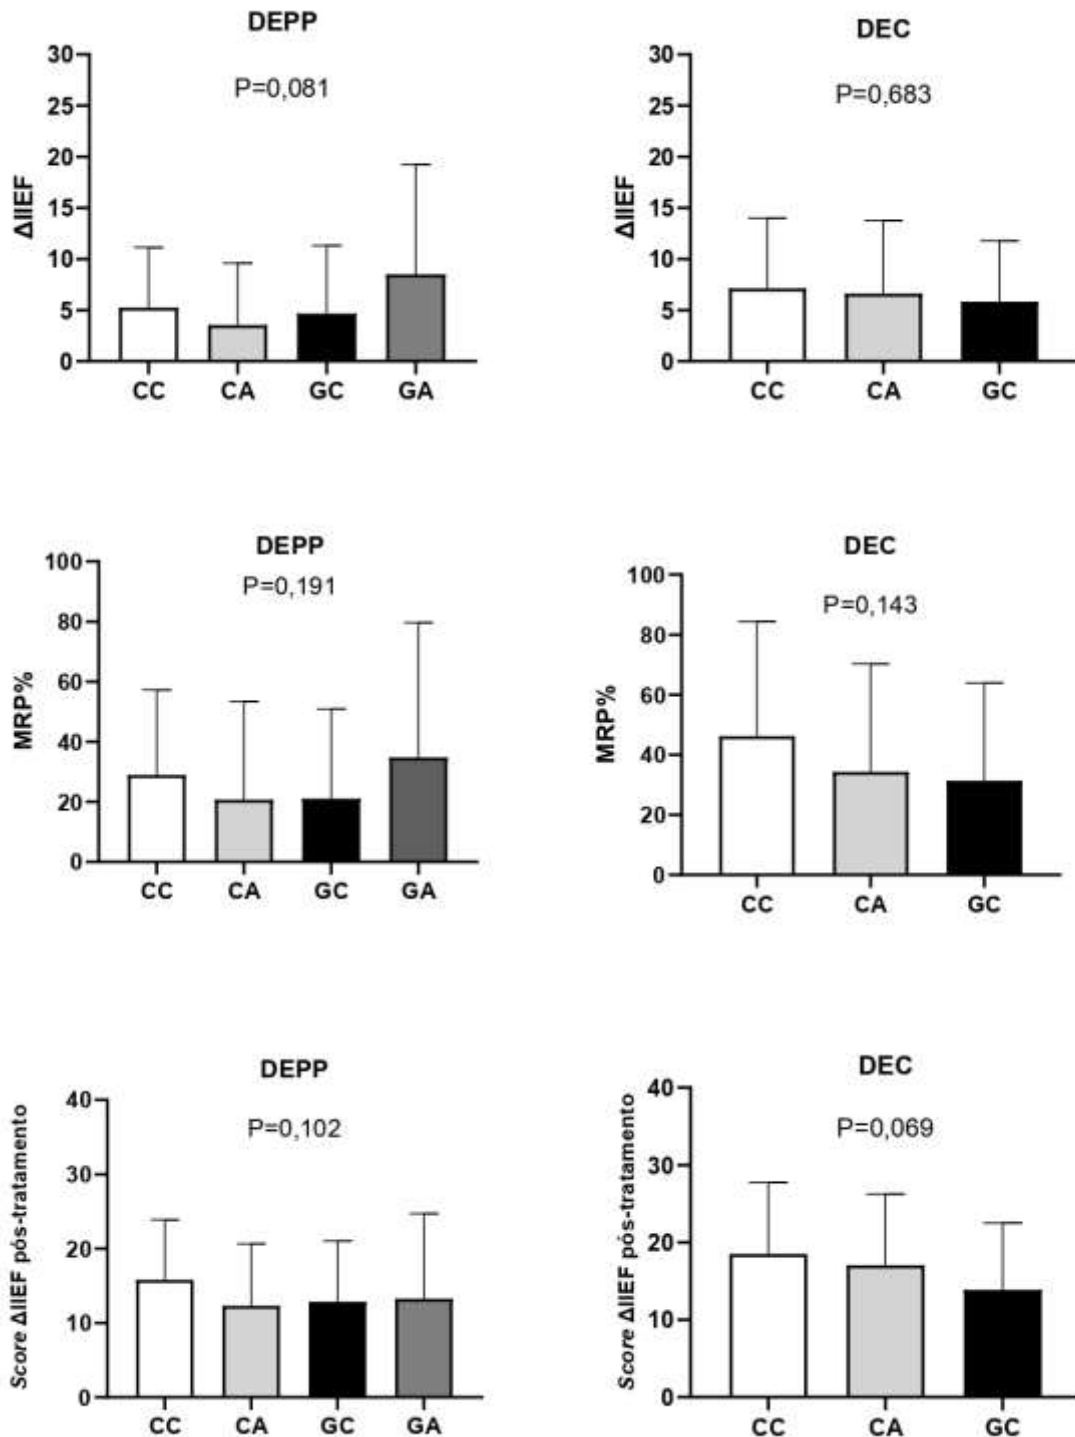 DEPP
P=0,081
ΔIIEF
30
25
20
15
10
5
0
CC CA GC GA
DEC
P=0,683
ΔIIEF
30
25
20
15
10
5
0
CC CA GC
DEPP
P=0,191
MRP%
100
80
60
40
20
0
CC CA GC GA
DEC
P=0,143
MRP%
100
80
60
40
20
0
CC CA GC
DEPP
P=0,102
Score ΔIIEF pós-tratamento
40
30
20
10
0
CC CA GC GA
DEC
P=0,069
Score ΔIIEF pós-tratamento
40
30
20
10
0
CC CA GC